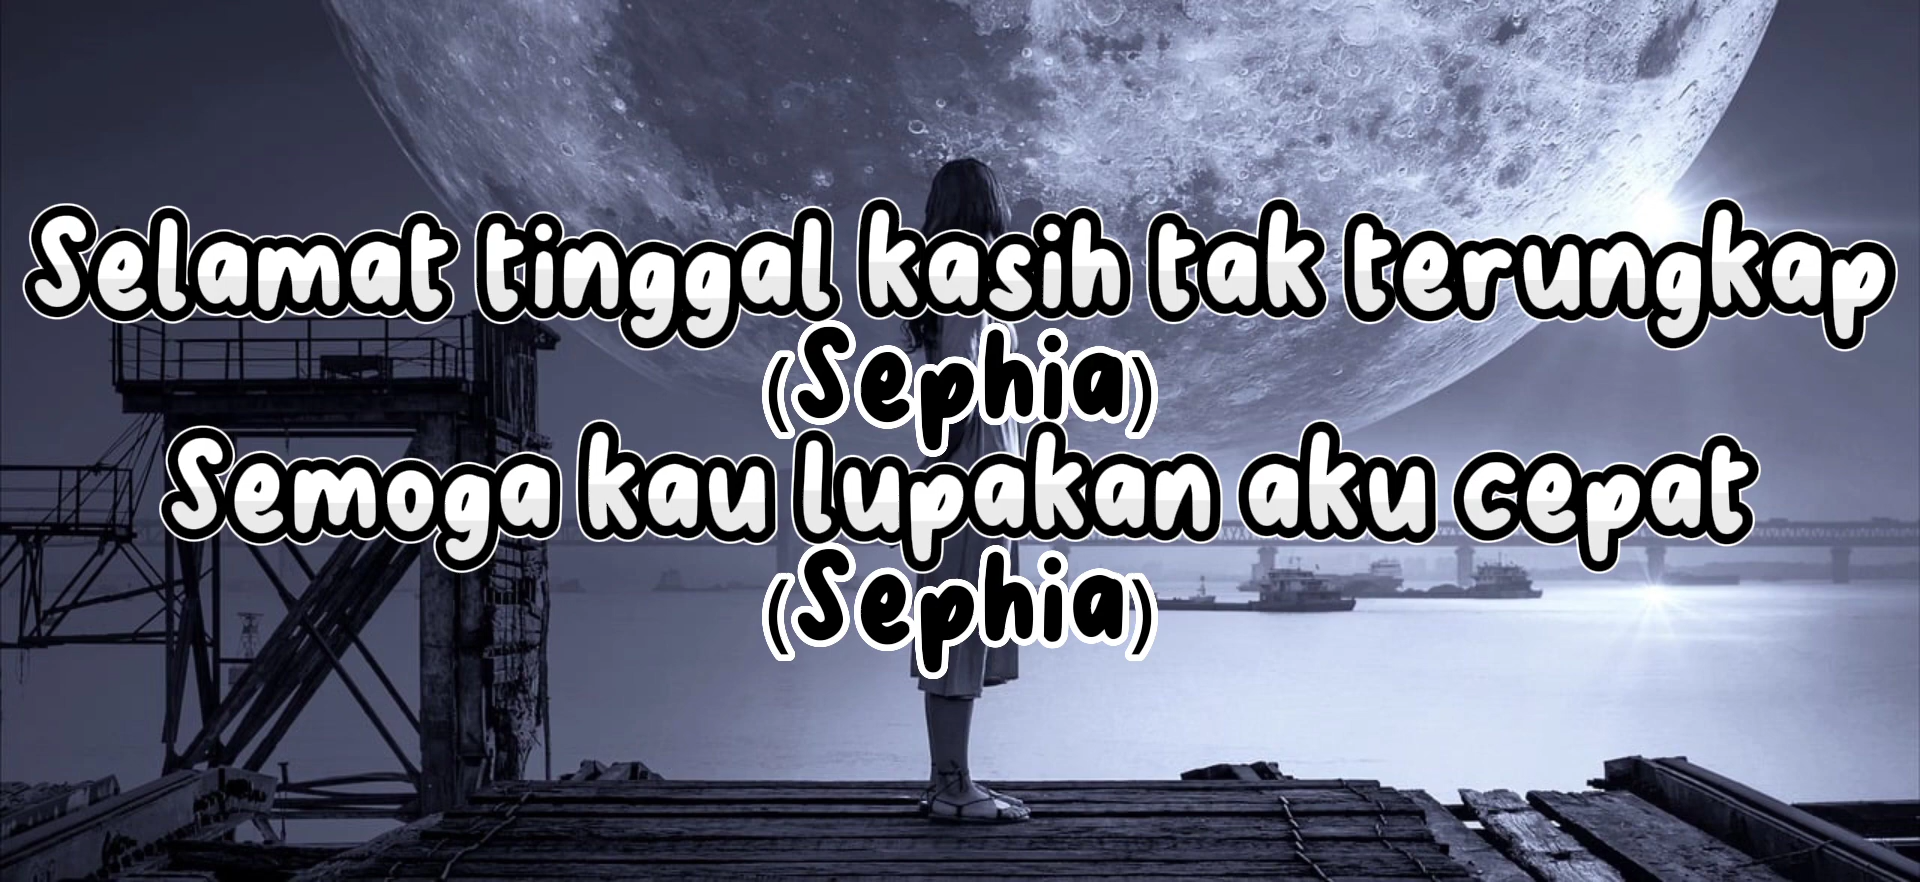 Selamat tinggal kasih tak terungkap
(Sephia)
Semoga kau lupakan aku cepat
(Sephia)